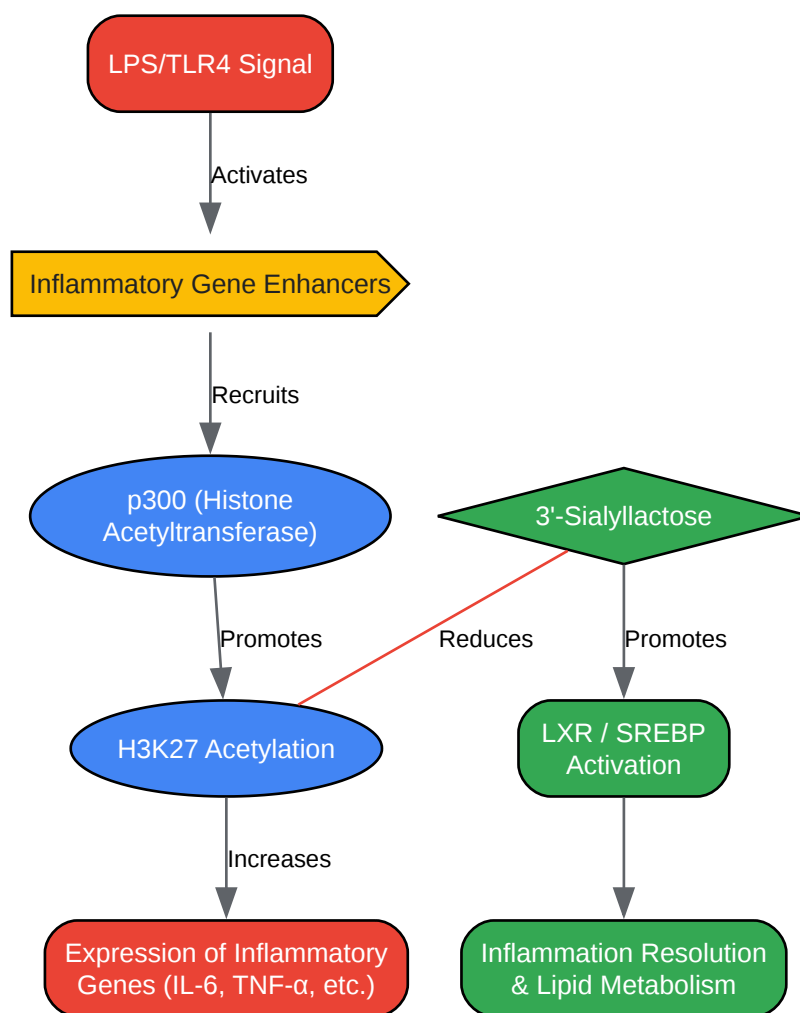 LPS/TLR4 Signal
Activates
Inflammatory Gene Enhancers
Recruits
p300 (Histone
Acetyltransferase)
3'-Sialyllactose
Promotes
Reduces
Promotes
H3K27 Acetylation
LXR / SREBP
Activation
Increases
Expression of Inflammatory
Genes (IL-6, TNF-α, etc.)
Inflammation Resolution
& Lipid Metabolism